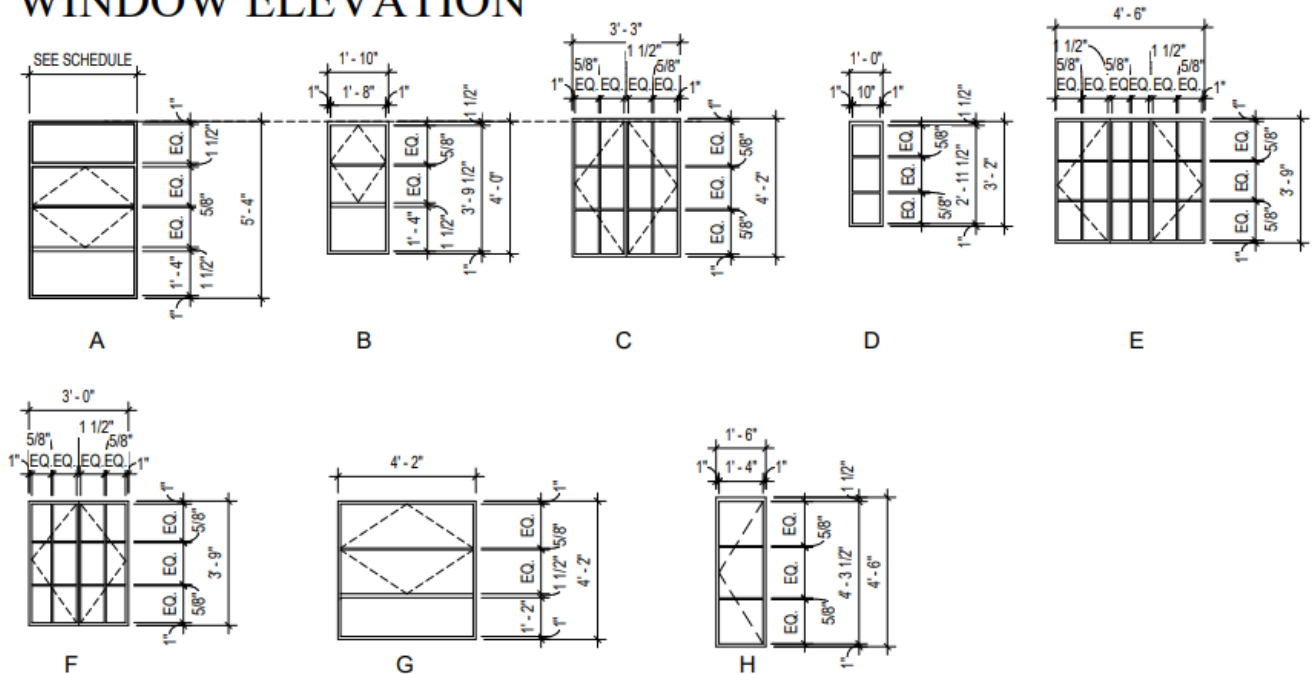 WINDOW ELEVATION
SEE SCHEDULE
1"
EQ.
1 1/2"
EQ.
5/8"
EQ.
1'- 4"
1 1/2"
1"
5'- 4"
A
1' - 10"
1" 1' - 8" 1"
1 1/2"
EQ.
5/8"
EQ.
1' - 4"
1 1/2"
1"
3' - 9 1/2"
4' - 0"
B
3' - 3"
1 1/2"
5/8" 5/8"
1" EQ. EQ. EQ. EQ. 1"
1"
EQ.
5/8"
EQ.
5/8"
EQ.
1"
4' - 2"
C
1' - 0"
1" 10" 1"
1 1/2"
EQ.
5/8"
EQ.
5/8"
EQ.
1"
2' - 11 1/2"
3' - 2"
D
4' - 6"
1 1/2" 1 1/2"
5/8" 5/8" 5/8"
EQ. EQ. EQ EQ. EQ. EQ.
1"
EQ.
5/8"
EQ.
5/8"
EQ.
1"
3' - 9"
E
3' - 0"
1 1/2"
5/8" 5/8"
1" EQ. EQ. EQ. EQ. 1"
1"
EQ.
5/8"
EQ.
5/8"
EQ.
1"
3' - 9"
F
4' - 2"
1"
EQ.
5/8"
EQ.
1 1/2"
1' - 2"
1"
4' - 2"
G
1' - 6"
1" 1' - 4" 1"
1 1/2"
EQ.
5/8"
EQ.
5/8"
EQ.
1"
4' - 3 1/2"
4' - 6"
H